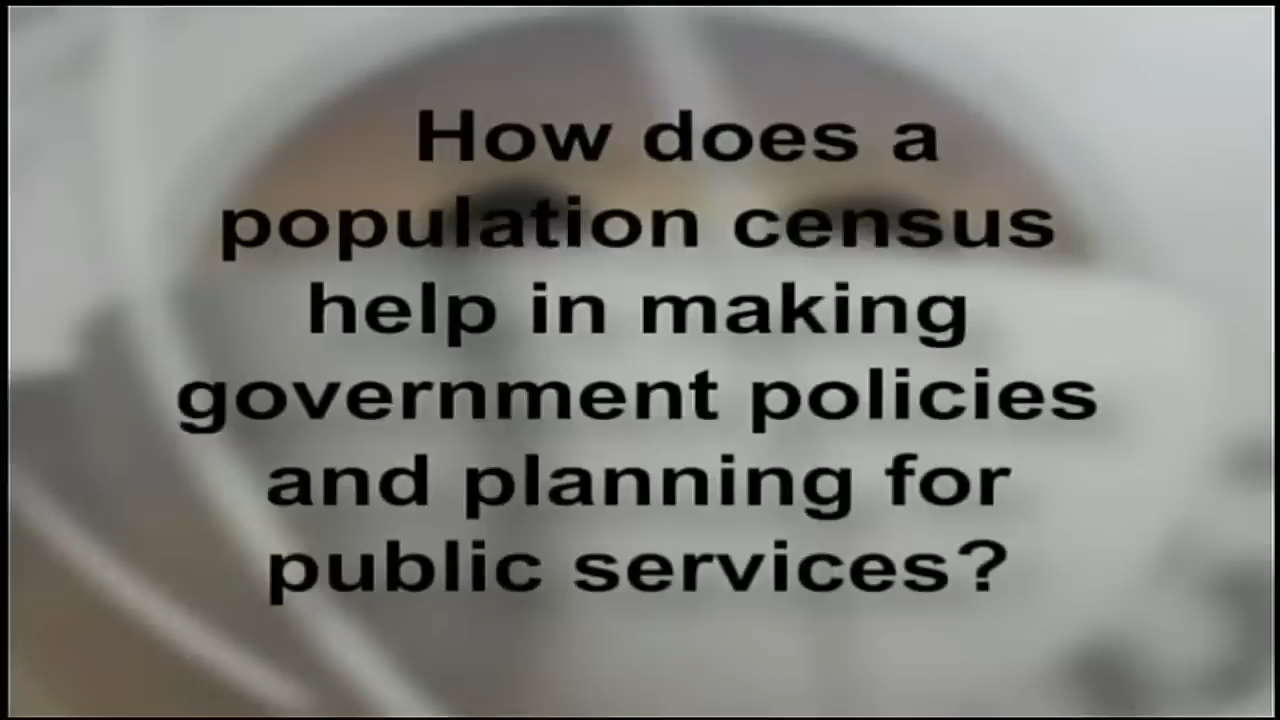 How does a
population census
help in making
government policies
and planning for
public services?